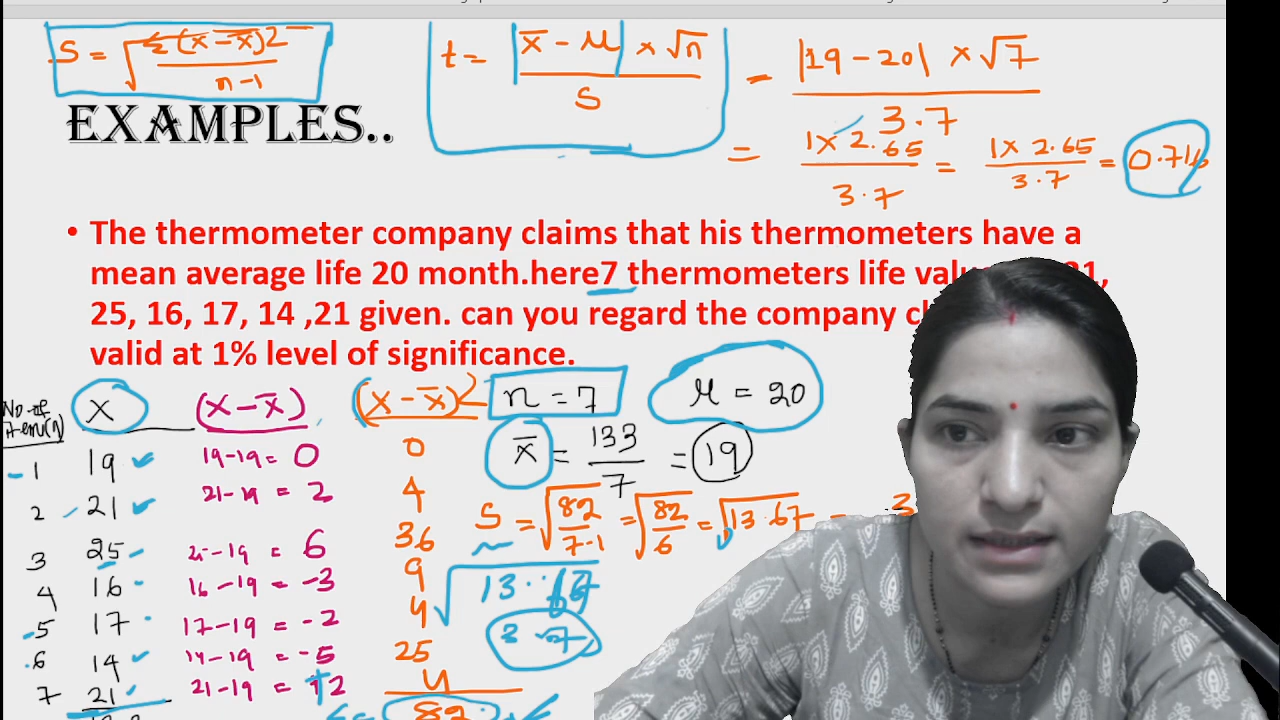 S = √Σ(x-x̄)2 / n-1
t = |x̄ - μ| × √n / S
= |19-20| × √7 / 3.7
= 1× 2.65 / 3.7 = 1× 2.65 / 3.7 = 0.716
EXAMPLES..
• The thermometer company claims that his thermometers have a
mean average life 20 month.here7 thermometers life
25, 16, 17, 14 ,21 given. can you regard the company
valid at 1% level of significance.
No of item(n) X (x-x̄) (x-x̄)2 n = 7 μ = 20
x̄ = 133 / 7 = 19
1 19 19-19= 0 0
2 21 21-19 = 2 4
S = √82 / 7-1 = √82 / 6 = √13.67 =
3 25 25-19 = 6 36
4 16 16-19 = -3 9
√13.67
5 17 17-19 = -2 4
3.7
6 14 14-19 = -5 25
7 21 21-19 = +2 4
82